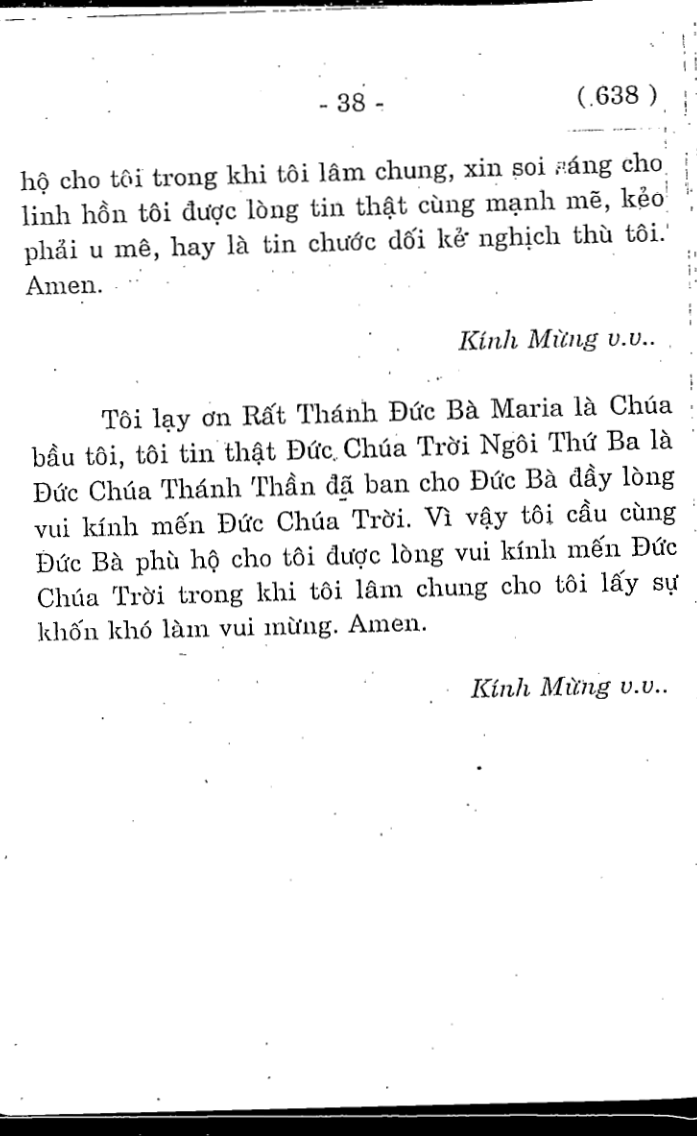 - 38 -
( 638 )
hộ cho tôi trong khi tôi lâm chung, xin soi sáng cho
linh hồn tôi được lòng tin thật cùng mạnh mẽ, kẻo
phải u mê, hay là tin chước dối kẻ nghịch thù tôi.
Amen.
Kính Mừng v.v..
Tôi lạy ơn Rất Thánh Đức Bà Maria là Chúa
bầu tôi, tôi tin thật Đức Chúa Trời Ngôi Thứ Ba là
Đức Chúa Thánh Thần đã ban cho Đức Bà đầy lòng
vui kính mến Đức Chúa Trời. Vì vậy tôi cầu cùng
Đức Bà phù hộ cho tôi được lòng vui kính mến Đức
Chúa Trời trong khi tôi lâm chung cho tôi lấy sự
khốn khó làm vui mừng. Amen.
Kính Mừng v.v..